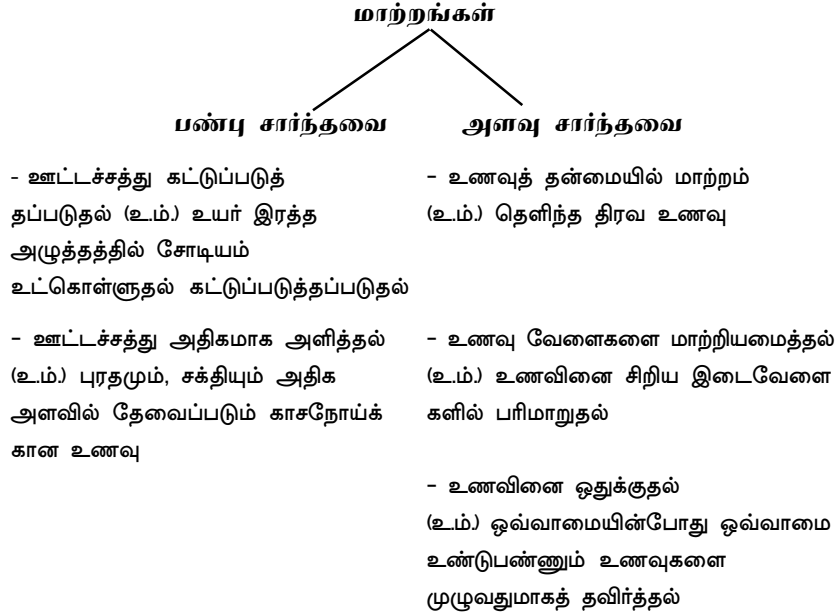 மாற்றங்கள்
பண்பு சார்ந்தவை
- ஊட்டச்சத்து கட்டுப்படுத்
தப்படுதல் (உ.ம்.) உயர் இரத்த
அழுத்தத்தில் சோடியம்
உட்கொள்ளுதல் கட்டுப்படுத்தப்படுதல்
- ஊட்டச்சத்து அதிகமாக அளித்தல்
(உ.ம்.) புரதமும், சக்தியும் அதிக
அளவில் தேவைப்படும் காசநோய்க்
கான உணவு
அளவு சார்ந்தவை
- உணவுத் தன்மையில் மாற்றம்
(உ.ம்.) தெளிந்த திரவ உணவு
- உணவு வேளைகளை மாற்றியமைத்தல்
(உ.ம்.) உணவினை சிறிய இடைவேளை
களில் பரிமாறுதல்
- உணவினை ஒதுக்குதல்
(உ.ம்.) ஒவ்வாமையின்போது ஒவ்வாமை
உண்டுபண்ணும் உணவுகளை
முழுவதுமாகத் தவிர்த்தல்